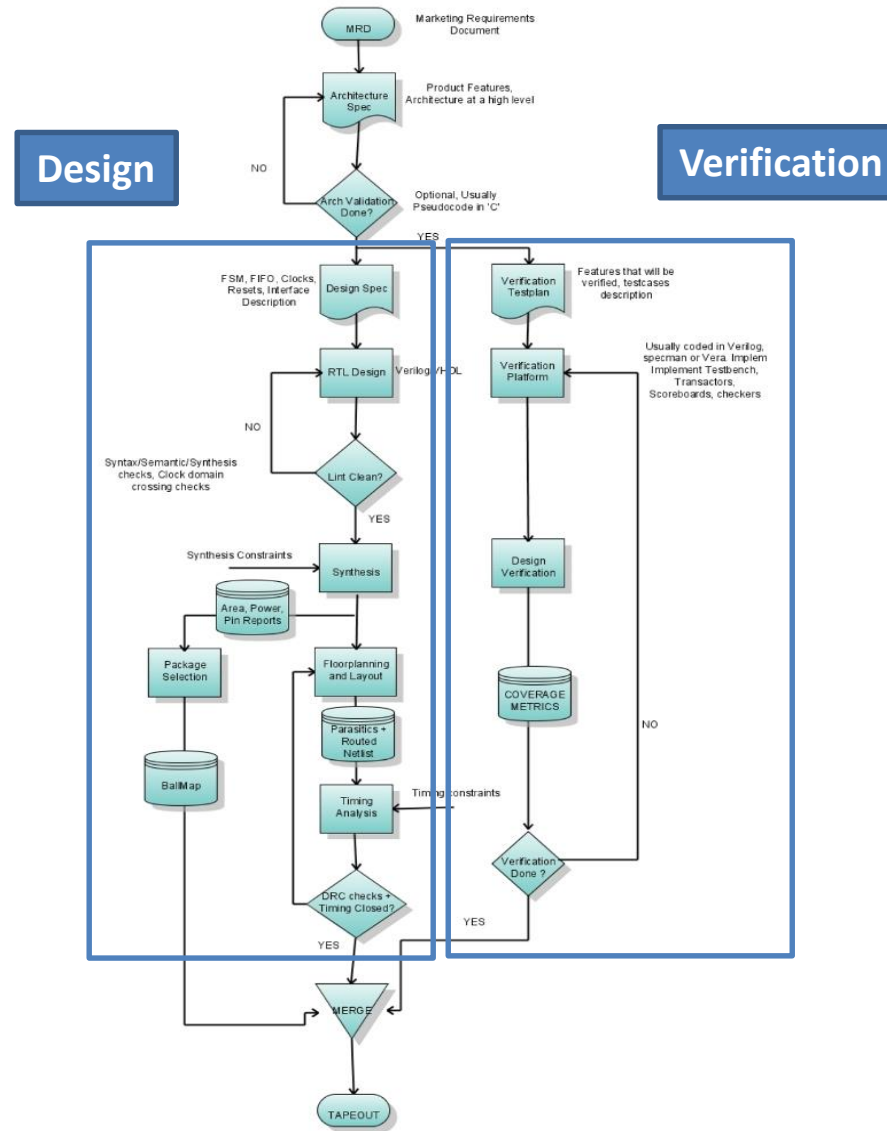 MRD
Marketing Requirements
Document
Architecture
Spec
Product Features,
Architecture at a high level
Design
Verification
NO
Arch Validation
Done?
Optional, Usually
Pseudocode in 'C'
YES
FSM, FIFO, Clocks,
Resets, Interface
Description
Design Spec
Verification
Testplan
Features that will be
verified, testcases
description
RTL Design
Verilog/VHDL
Verification
Platform
Usually coded in Verilog,
specman or Vera. Implem
Implement Testbench,
Transactors,
Scoreboards, checkers
NO
Syntax/Semantic/Synthesis
checks, Clock domain
crossing checks
Lint Clean?
YES
Synthesis Constraints
Synthesis
Design
Verification
Area, Power,
Pin Reports
Package
Selection
Floorplanning
and Layout
COVERAGE
METRICS
NO
Parasitics +
Routed
Netlist
BallMap
Timing
Analysis
Timing constraints
Verification
Done ?
DRC checks +
Timing Closed?
YES
YES
MERGE
TAPEOUT